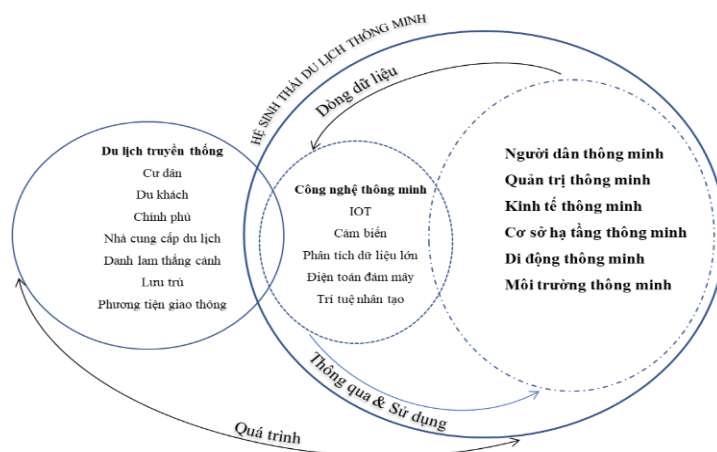 HỆ SINH THÁI DU LỊCH THÔNG MINH
Dòng dữ liệu
Du lịch truyền thống
Cư dân
Du khách
Chính phủ
Nhà cung cấp du lịch
Danh lam thắng cảnh
Lưu trú
Phương tiện giao thông
Công nghệ thông minh
IOT
Cảm biến
Phân tích dữ liệu lớn
Điện toán đám mây
Trí tuệ nhân tạo
Người dân thông minh
Quản trị thông minh
Kinh tế thông minh
Cơ sở hạ tầng thông minh
Di động thông minh
Môi trường thông minh
Thông qua & Sử dụng
Quá trình